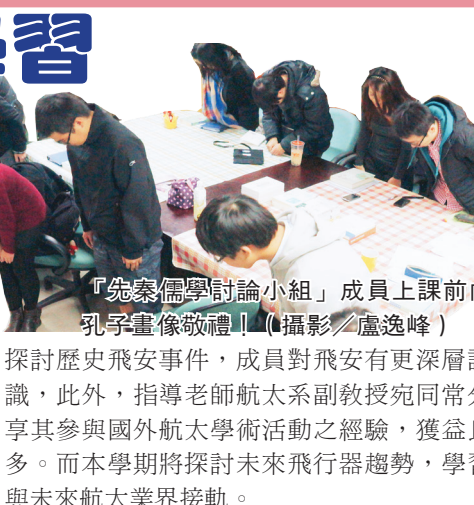 習
「先秦儒學討論小組」成員上課前
孔子畫像敬禮！（攝影／盧逸峰）
探討歷史飛安事件，成員對飛安有更深層
識，此外，指導老師航太系副教授宛同常
享其參與國外航太學術活動之經驗，獲益
多。而本學期將探討未來飛行器趨勢，學
與未來航太業界接軌。